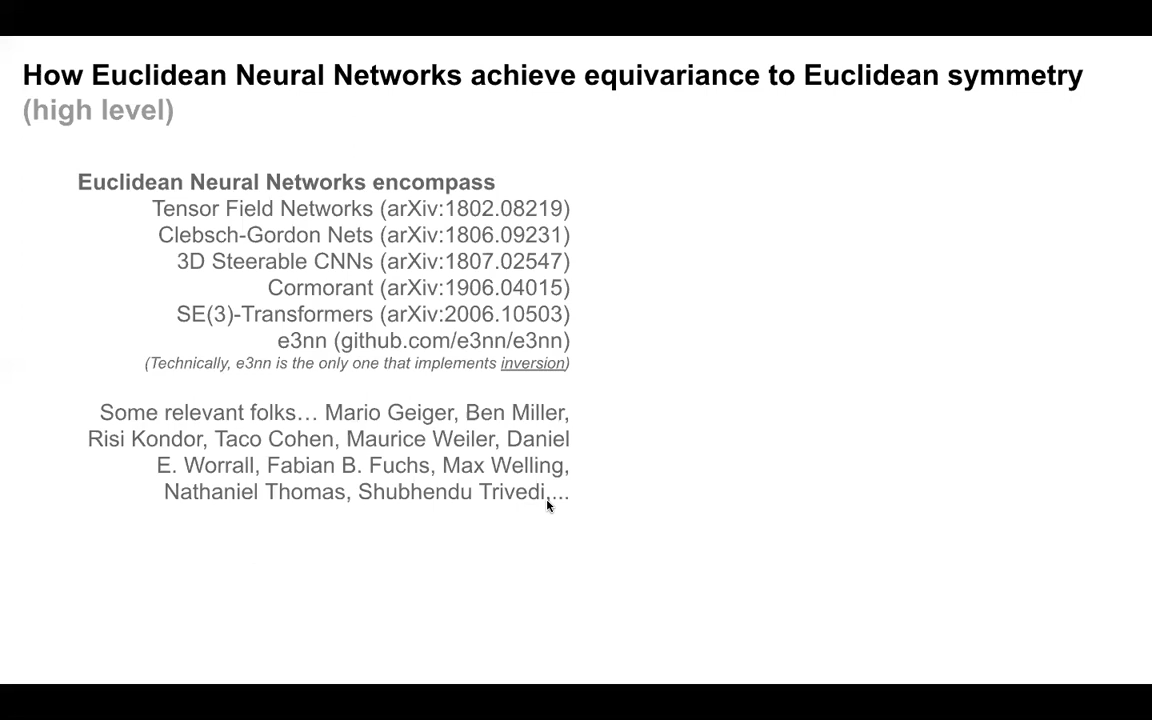 How Euclidean Neural Networks achieve equivariance to Euclidean symmetry
(high level)
Euclidean Neural Networks encompass
Tensor Field Networks (arXiv:1802.08219)
Clebsch-Gordon Nets (arXiv:1806.09231)
3D Steerable CNNs (arXiv:1807.02547)
Cormorant (arXiv:1906.04015)
SE(3)-Transformers (arXiv:2006.10503)
e3nn (github.com/e3nn/e3nn)
(Technically, e3nn is the only one that implements inversion)
Some relevant folks… Mario Geiger, Ben Miller,
Risi Kondor, Taco Cohen, Maurice Weiler, Daniel
E. Worrall, Fabian B. Fuchs, Max Welling,
Nathaniel Thomas, Shubhendu Trivedi,...